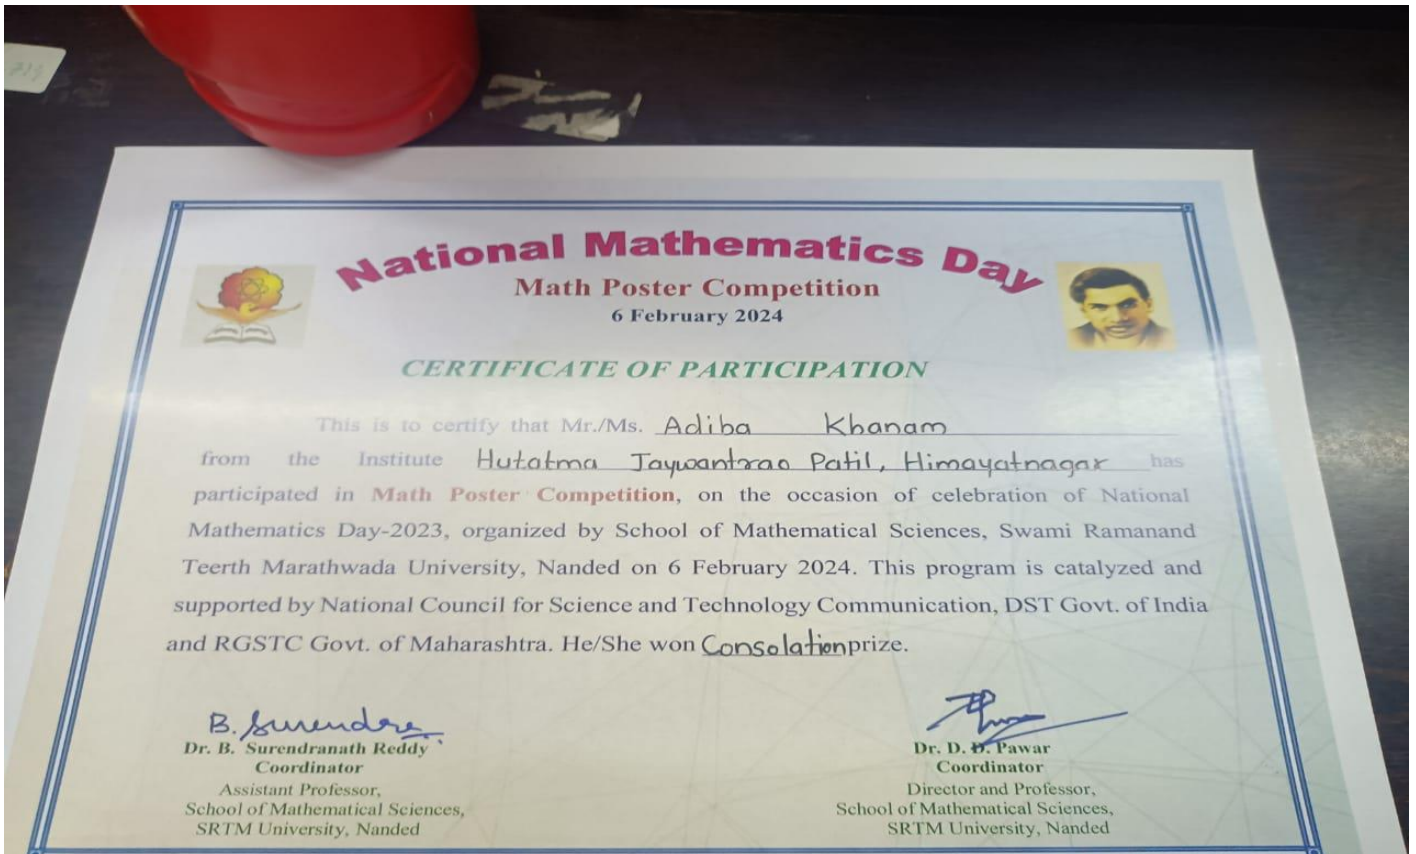 National Mathematics Day
Math Poster Competition
6 February 2024
CERTIFICATE OF PARTICIPATION
This is to certify that Mr./Ms. Adiba Khanam
from the Institute Hutatma Jaywantrao Patil, Himayatnagar has
participated in Math Poster Competition, on the occasion of celebration of National
Mathematics Day-2023, organized by School of Mathematical Sciences, Swami Ramanand
Teerth Marathwada University, Nanded on 6 February 2024. This program is catalyzed and
supported by National Council for Science and Technology Communication, DST Govt. of India
and RGSTC Govt. of Maharashtra. He/She won Consolation prize.
B. Surendra
Dr. B. Surendranath Reddy
Coordinator
Assistant Professor,
School of Mathematical Sciences,
SRTM University, Nanded
Dr. D. D. Pawar
Coordinator
Director and Professor,
School of Mathematical Sciences,
SRTM University, Nanded